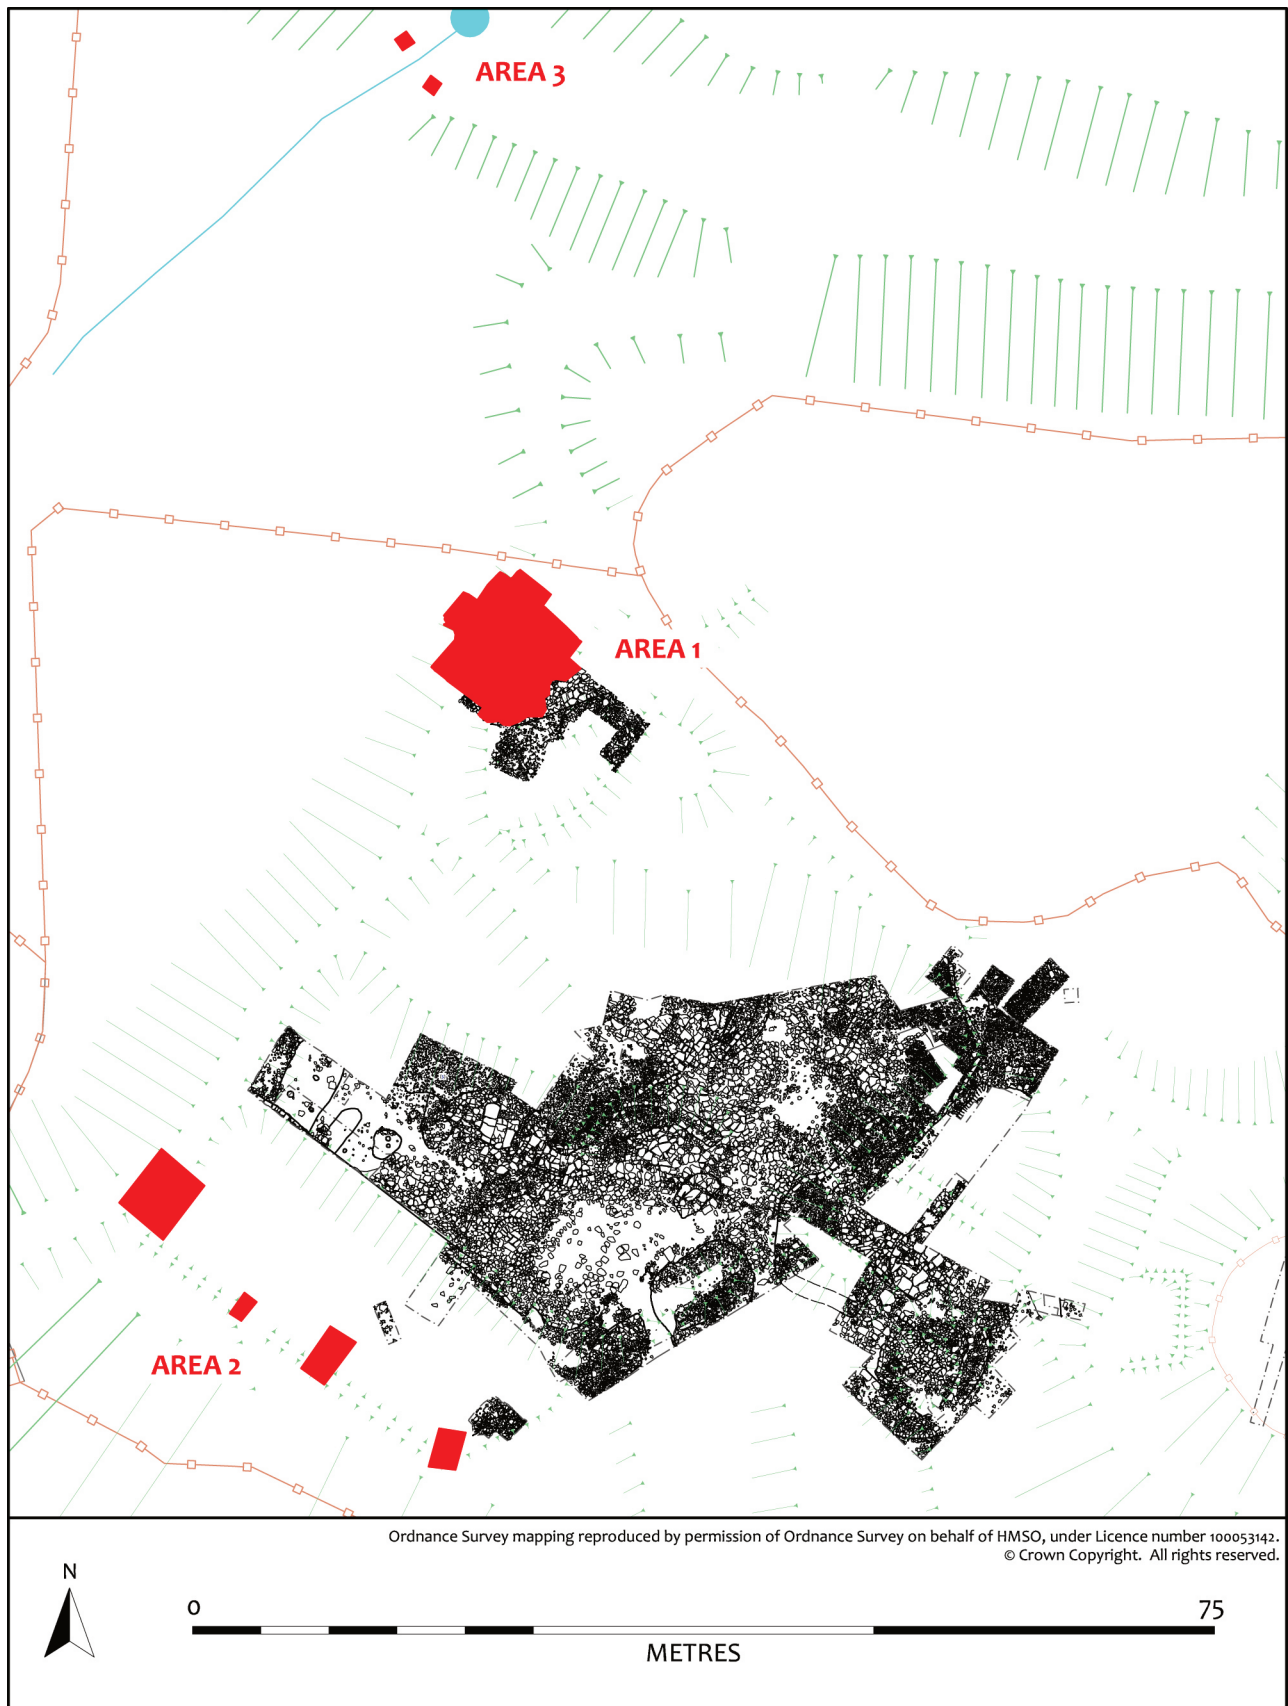 AREA 3
AREA 1
AREA 2
Ordnance Survey mapping reproduced by permission of Ordnance Survey on behalf of HMSO, under Licence number 100053142.
© Crown Copyright. All rights reserved.
N
0 75
METRES